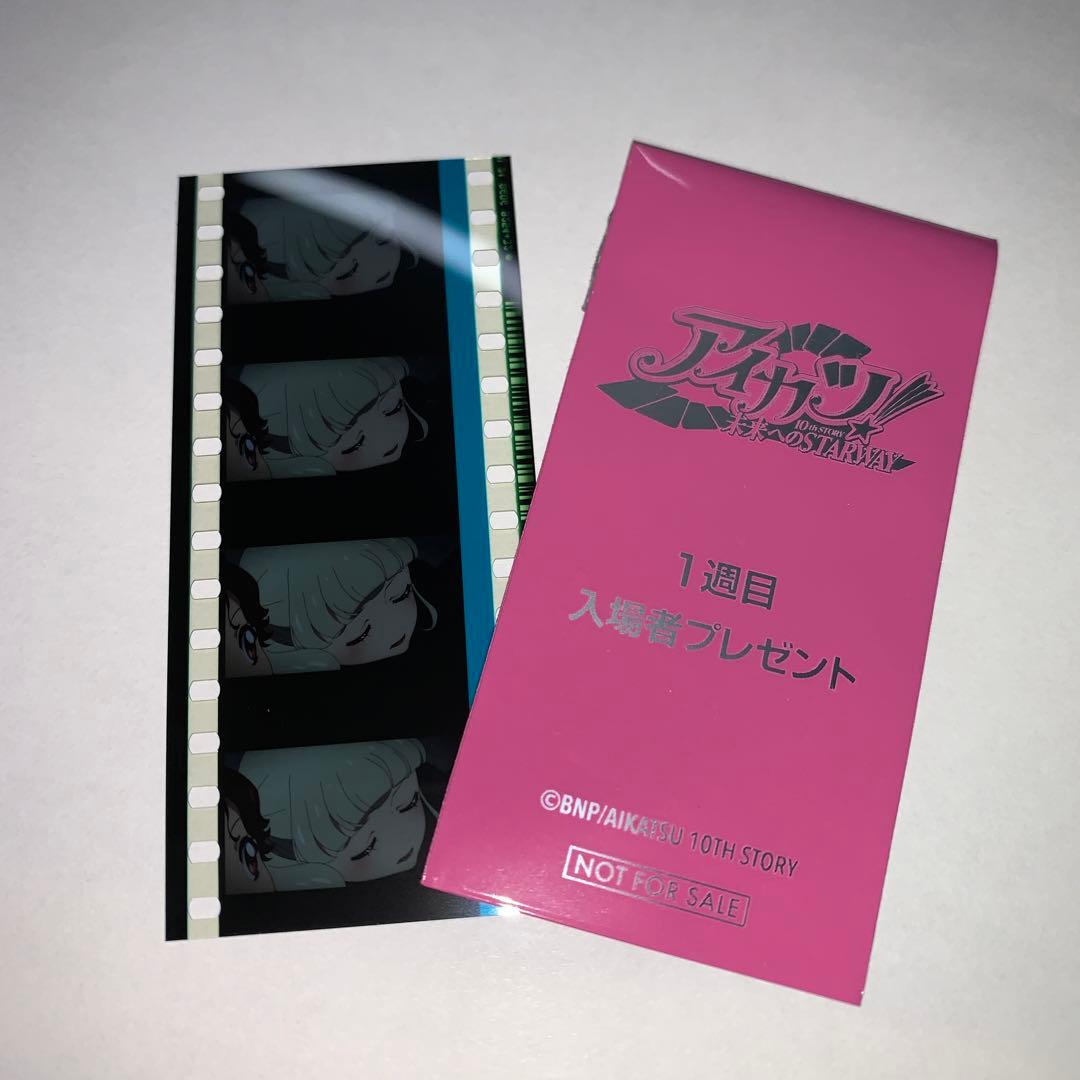 アイカツ!
10th STORY
未来へのSTARWAY
1週目
入場者プレゼント
©BNP/AIKATSU 10TH STORY
NOT FOR SALE